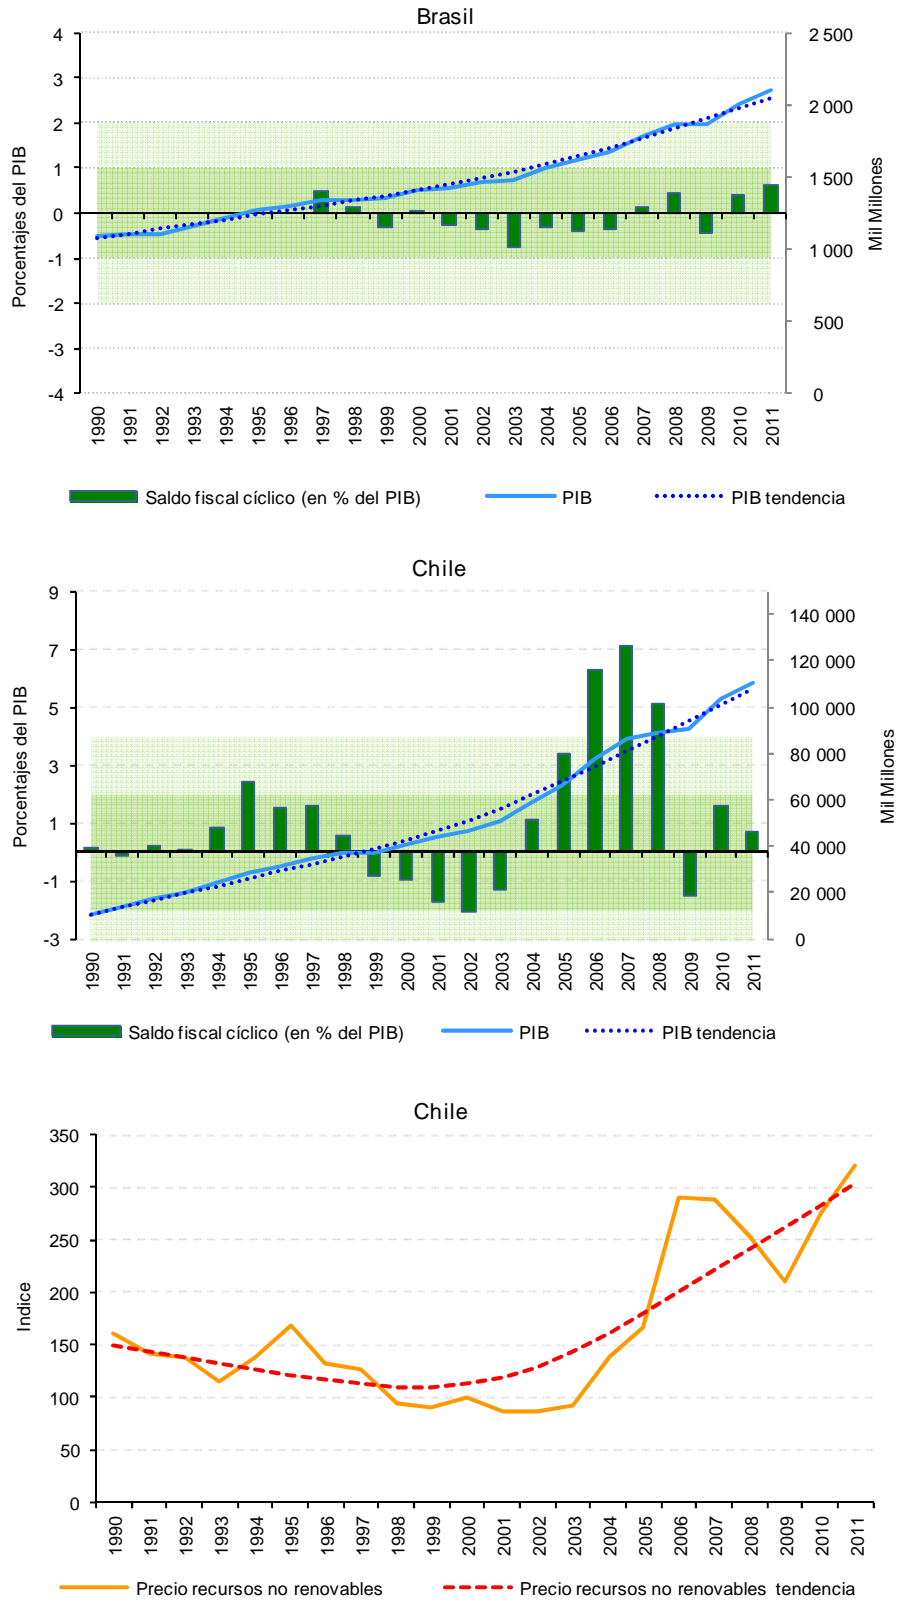 Brasil
4
3
2
1
0
-1
-2
-3
-4
Porcentajes del PIB
2 500
2 000
1 500
1 000
500
0
Mil Millones
1990 1991 1992 1993 1994 1995 1996 1997 1998 1999 2000 2001 2002 2003 2004 2005 2006 2007 2008 2009 2010 2011
Saldo fiscal cíclico (en % del PIB) PIB PIB tendencia
Chile
9
7
5
3
1
-1
-3
Porcentajes del PIB
140 000
120 000
100 000
80 000
60 000
40 000
20 000
0
Mil Millones
1990 1991 1992 1993 1994 1995 1996 1997 1998 1999 2000 2001 2002 2003 2004 2005 2006 2007 2008 2009 2010 2011
Saldo fiscal cíclico (en % del PIB) PIB PIB tendencia
Chile
350
300
250
200
150
100
50
0
Indice
1990 1991 1992 1993 1994 1995 1996 1997 1998 1999 2000 2001 2002 2003 2004 2005 2006 2007 2008 2009 2010 2011
Precio recursos no renovables Precio recursos no renovables tendencia